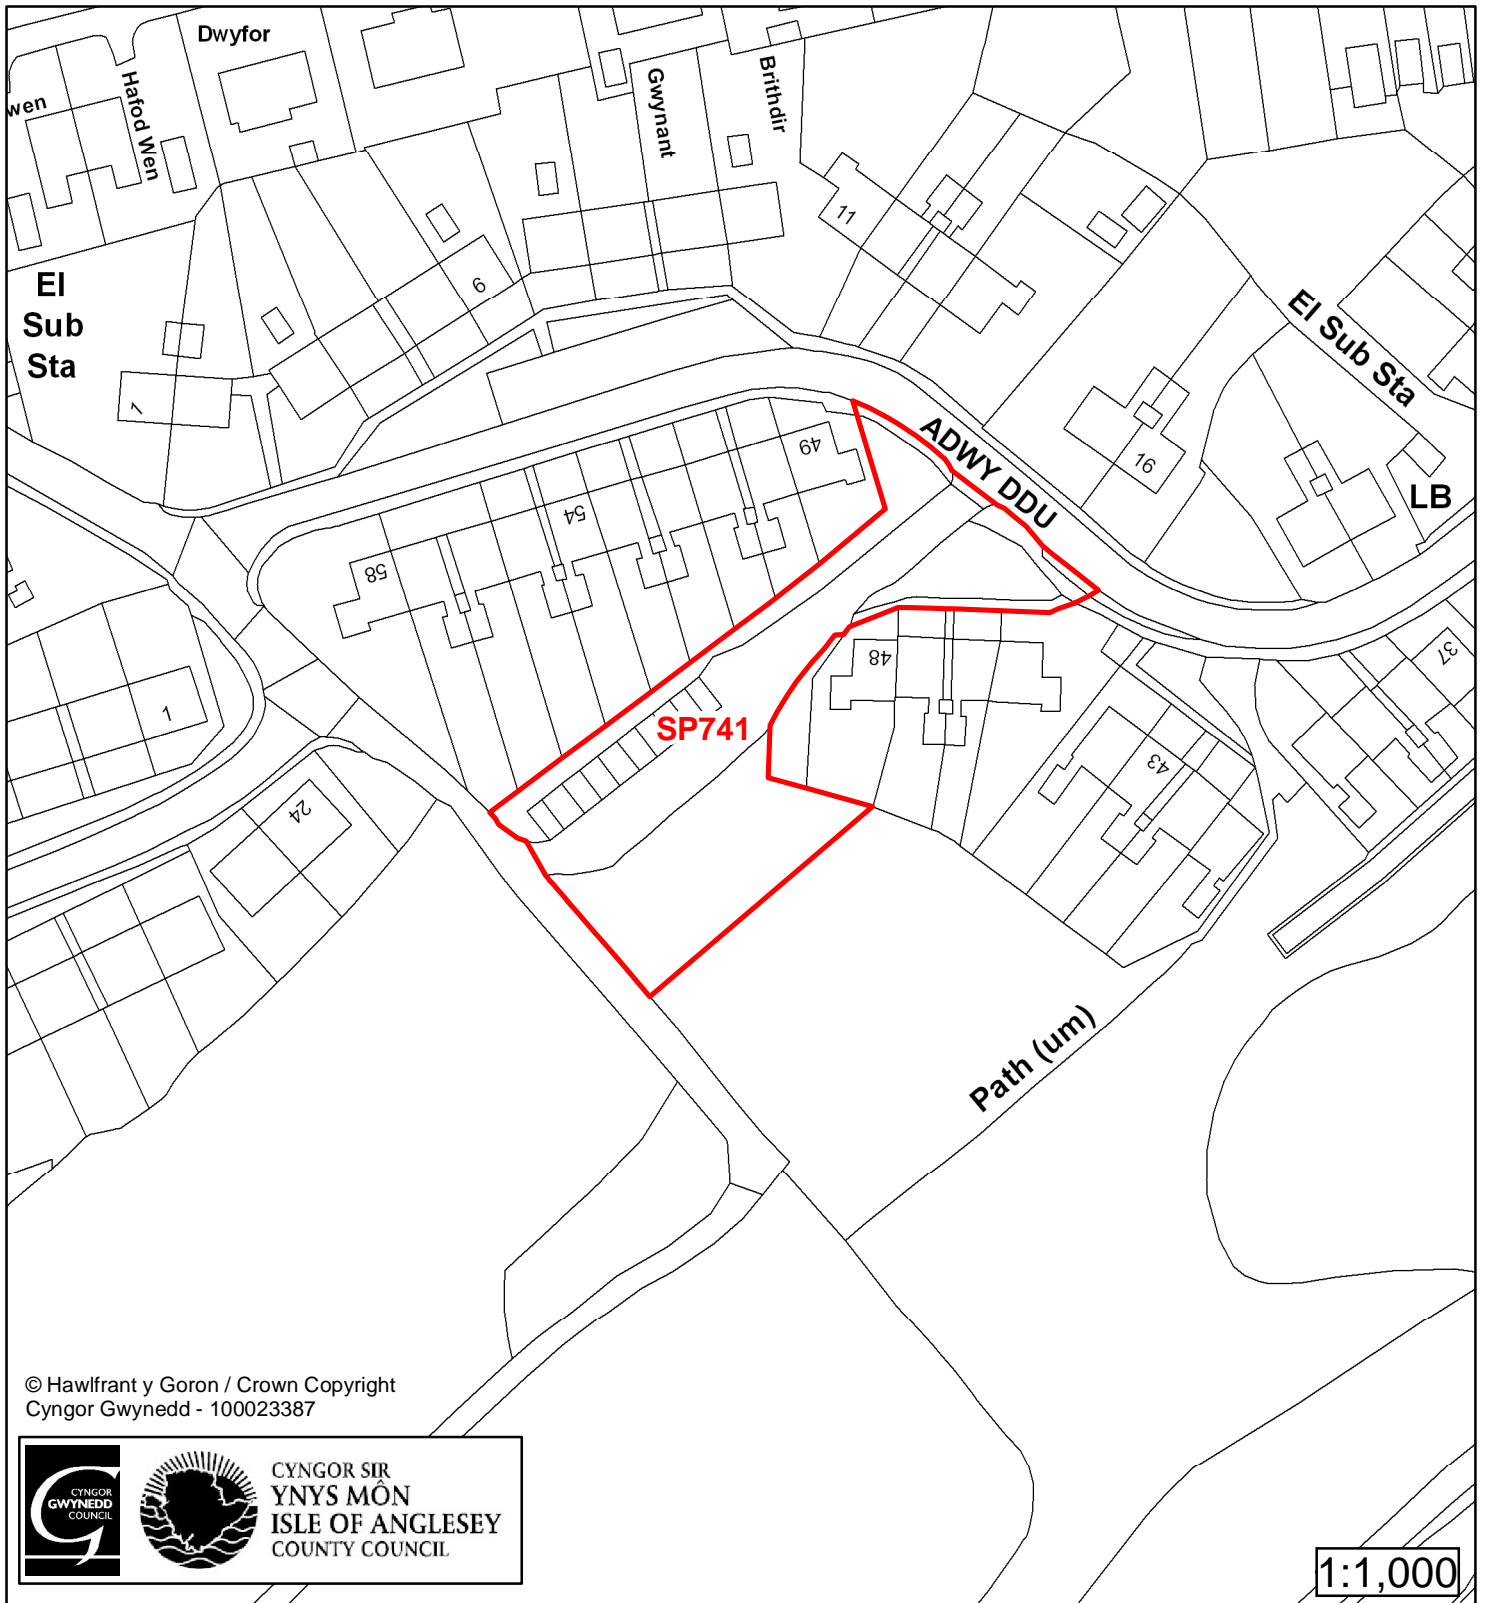 Dwyfor
wen
Hafod Wen
Gwynant
Brithdir
11
9
El
Sub
Sta
El Sub Sta
1
ADWY DDU
49
16
LB
54
58
48
37
1
SP741
43
24
Path (um)
© Hawlfrant y Goron / Crown Copyright
Cyngor Gwynedd - 100023387
CYNGOR
GWYNEDD
COUNCIL
CYNGOR SIR
YNYS MÔN
ISLE OF ANGLESEY
COUNTY COUNCIL
1:1,000